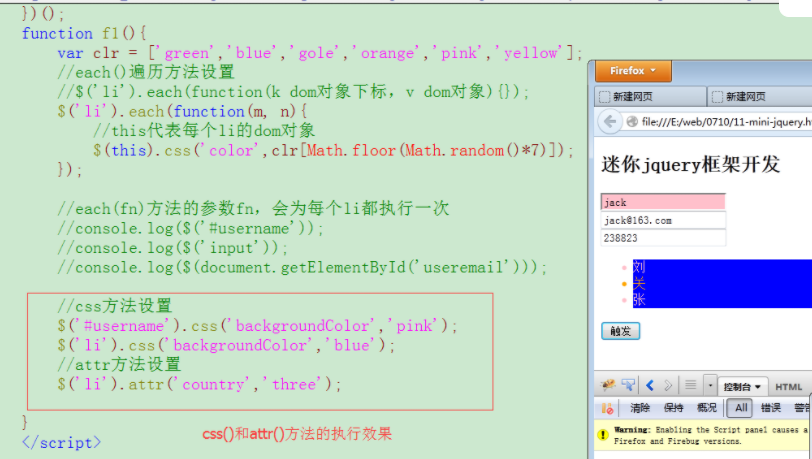 })();
function f1(){
var clr = ['green','blue','gole','orange','pink','yellow'];
//each()遍历方法设置
//$('li').each(function(k dom对象下标，v dom对象){});
$('li').each(function(m, n){
//this代表每个li的dom对象
$(this).css('color',clr[Math.floor(Math.random()*7)]);
});
//each(fn)方法的参数fn，会为每个li都执行一次
//console.log($('#username'));
//console.log($('input'));
//console.log($(document.getElementById('useremail')));
//css方法设置
$('#username').css('backgroundColor','pink');
$('li').css('backgroundColor','blue');
//attr方法设置
$('li').attr('country','three');
}
</script>
css()和attr()方法的执行效果
Firefox
新建网页
新建网页
file:///E:/web/0710/11-mini-jquery.h
迷你jquery框架开发
jack
jack@163.com
238823
刘
关
张
触发
控制台 HTML
清除 保持 概况 All 错误 警告
Warning: Enabling the Script panel causes a
Firefox and Firebug versions.